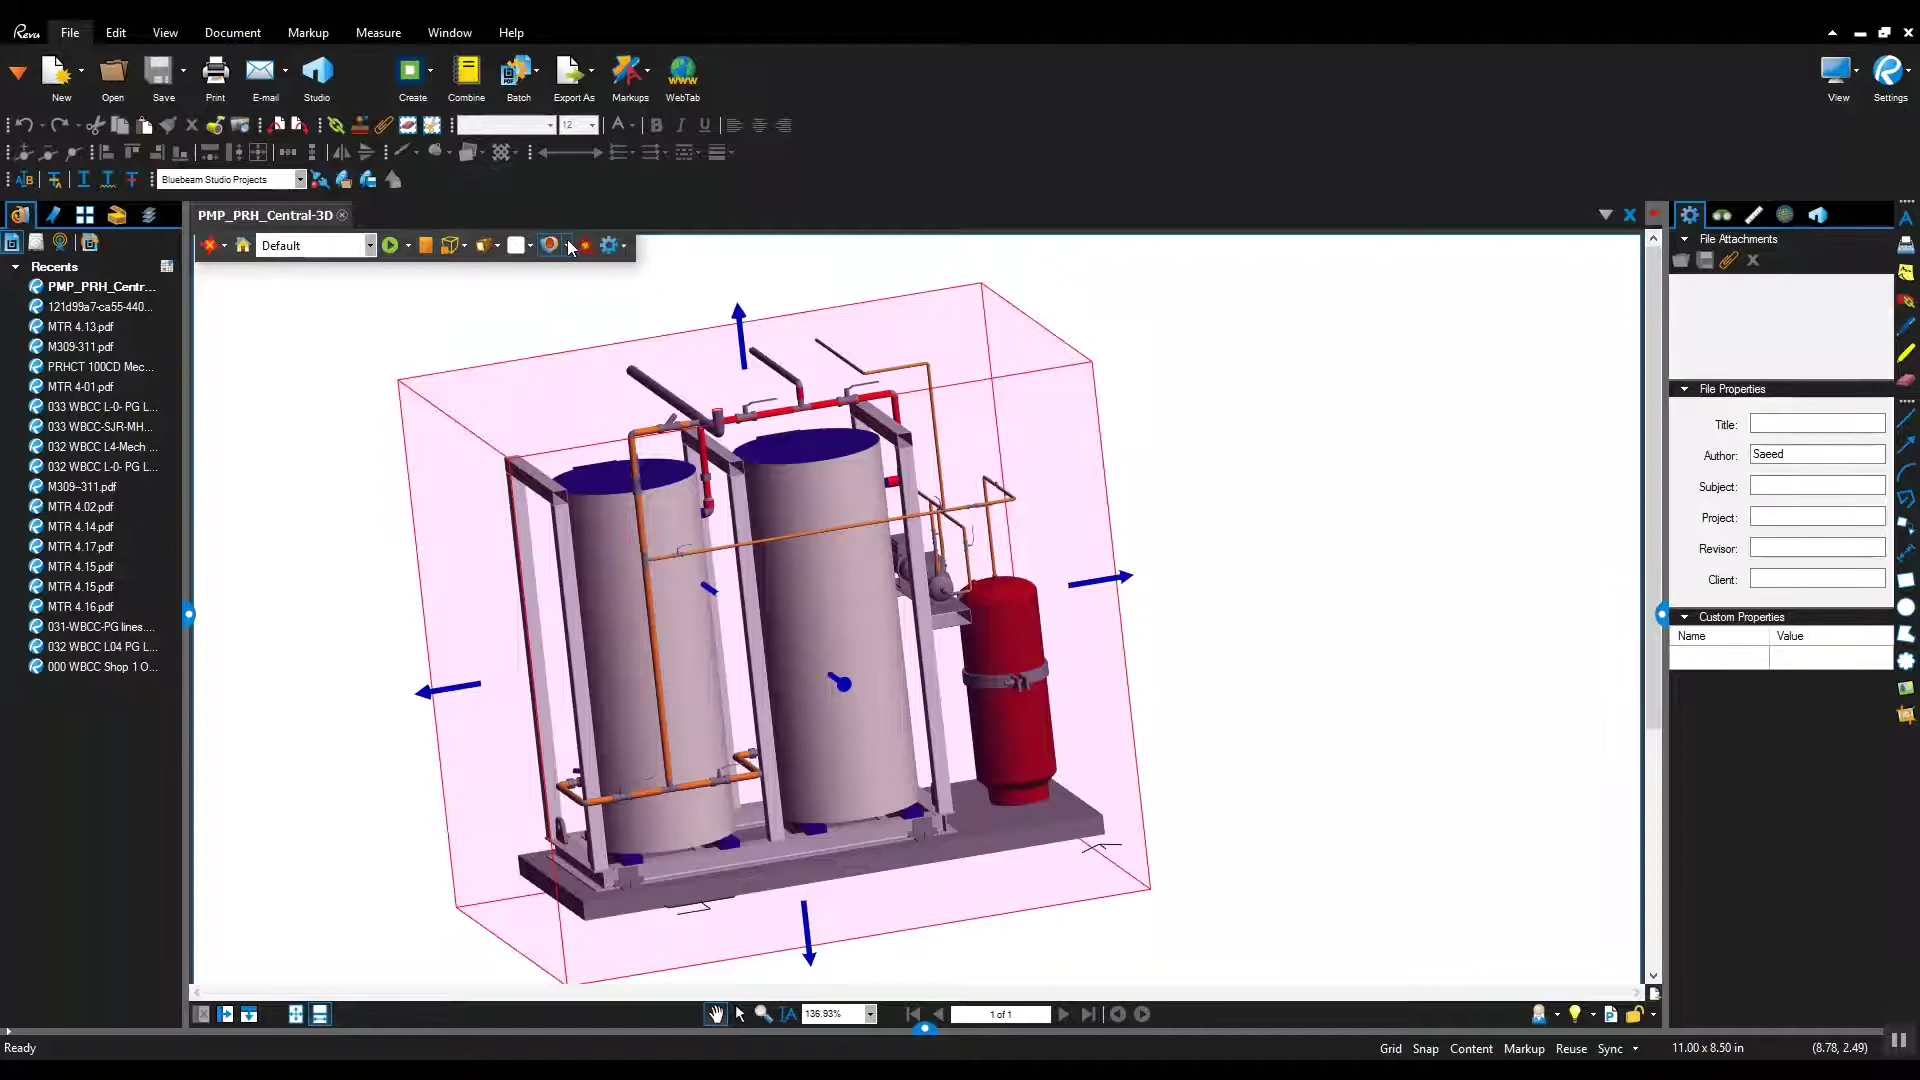 Revu File Edit View Document Markup Measure Window Help
New Open Save Print E-mail Studio Create Combine Batch Export As Markups WWW WebTab View Settings
12 A B I U
A|B T Bluebeam Studio Projects
PMP_PRH_Central-3D
Default
Recents
PMP_PRH_Centr...
121d99a7-ca55-440...
MTR 4.13.pdf
M309-311.pdf
PRHCT 100CD Mec...
MTR 4-01.pdf
033 WBCC L-0- PG L...
033 WBCC-SJR-MH...
032 WBCC L4-Mech ...
032 WBCC L-0- PG L...
M309--311.pdf
MTR 4.02.pdf
MTR 4.14.pdf
MTR 4.17.pdf
MTR 4.15.pdf
MTR 4.15.pdf
MTR 4.16.pdf
031-WBCC-PG lines....
032 WBCC L04 PG L...
000 WBCC Shop 1 O...
File Attachments
File Properties
Title:
Author: Saeed
Subject:
Project:
Revisor:
Client:
Custom Properties
Name Value
136.93% 1 of 1
Ready Grid Snap Content Markup Reuse Sync 11.00 x 8.50 in (8.78, 2.49)